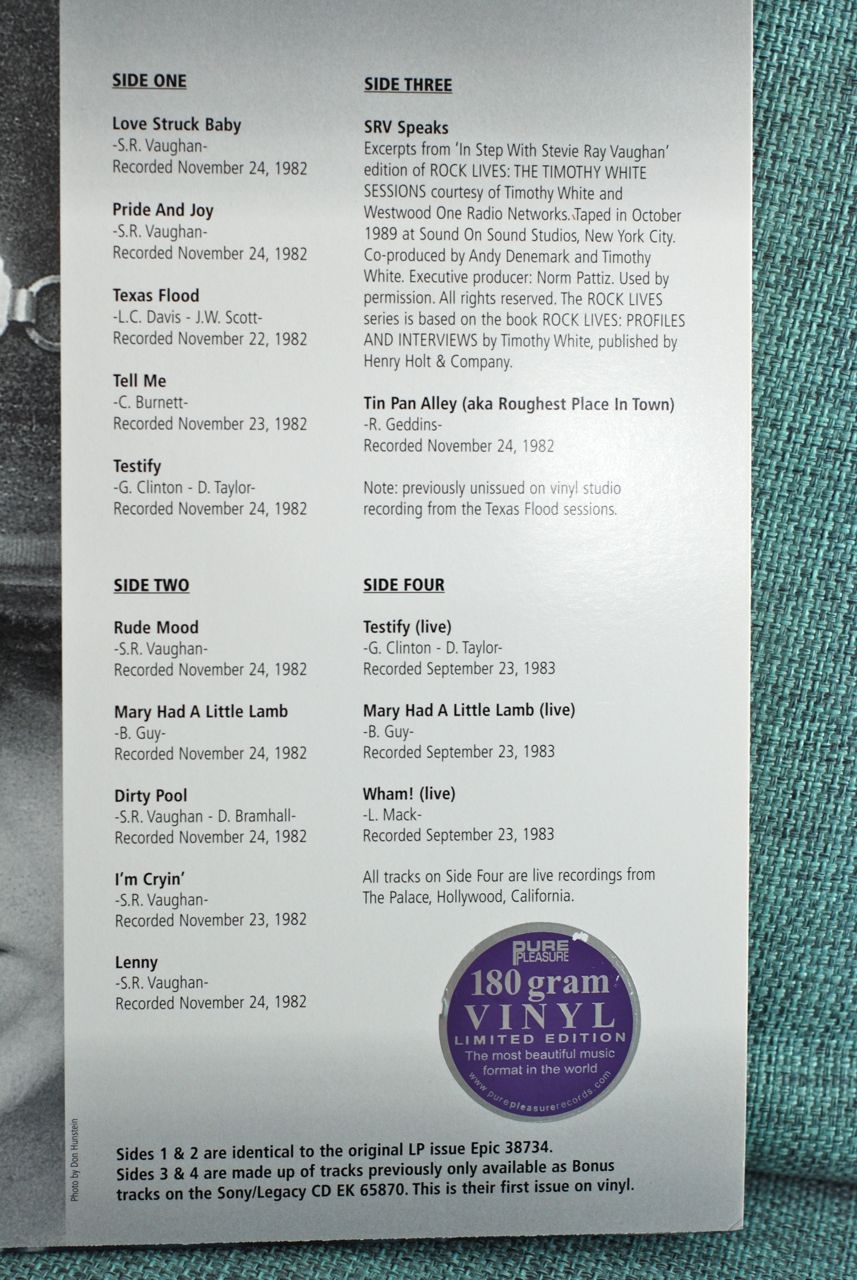 SIDE ONE
Love Struck Baby
-S.R. Vaughan-
Recorded November 24, 1982
Pride And Joy
-S.R. Vaughan-
Recorded November 24, 1982
Texas Flood
-L.C. Davis - J.W. Scott-
Recorded November 22, 1982
Tell Me
-C. Burnett-
Recorded November 23, 1982
Testify
-G. Clinton - D. Taylor-
Recorded November 24, 1982
SIDE TWO
Rude Mood
-S.R. Vaughan-
Recorded November 24, 1982
Mary Had A Little Lamb
-B. Guy-
Recorded November 24, 1982
Dirty Pool
-S.R. Vaughan - D. Bramhall-
Recorded November 24, 1982
I'm Cryin'
-S.R. Vaughan-
Recorded November 23, 1982
Lenny
-S.R. Vaughan-
Recorded November 24, 1982
SIDE THREE
SRV Speaks
Excerpts from 'In Step With Stevie Ray Vaughan'
edition of ROCK LIVES: THE TIMOTHY WHITE
SESSIONS courtesy of Timothy White and
Westwood One Radio Networks. Taped in October
1989 at Sound On Sound Studios, New York City.
Co-produced by Andy Denemark and Timothy
White. Executive producer: Norm Pattiz. Used by
permission. All rights reserved. The ROCK LIVES
series is based on the book ROCK LIVES: PROFILES
AND INTERVIEWS by Timothy White, published by
Henry Holt & Company.
Tin Pan Alley (aka Roughest Place In Town)
-R. Geddins-
Recorded November 24, 1982
Note: previously unissued on vinyl studio
recording from the Texas Flood sessions.
SIDE FOUR
Testify (live)
-G. Clinton - D. Taylor-
Recorded September 23, 1983
Mary Had A Little Lamb (live)
-B. Guy-
Recorded September 23, 1983
Wham! (live)
-L. Mack-
Recorded September 23, 1983
All tracks on Side Four are live recordings from
The Palace, Hollywood, California.
PURE
PLEASURE
180 gram
VINYL
LIMITED EDITION
The most beautiful music
format in the world
www.purepleasurerecords.com
Photo by Don Hunstein
Sides 1 & 2 are identical to the original LP issue Epic 38734.
Sides 3 & 4 are made up of tracks previously only available as Bonus
tracks on the Sony/Legacy CD EK 65870. This is their first issue on vinyl.